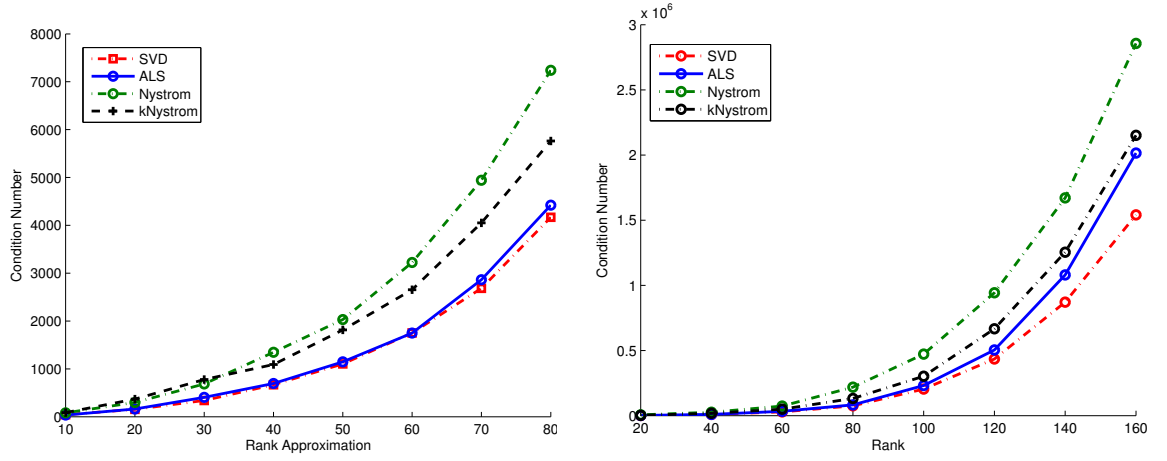 8000
7000
6000
5000
4000
3000
2000
1000
0
Condition Number
SVD
ALS
Nystrom
kNystrom
10 20 30 40 50 60 70 80
Rank Approximation
x 10^6
3
2.5
2
1.5
1
0.5
0
Condition Number
SVD
ALS
Nystrom
kNystrom
20 40 60 80 100 120 140 160
Rank